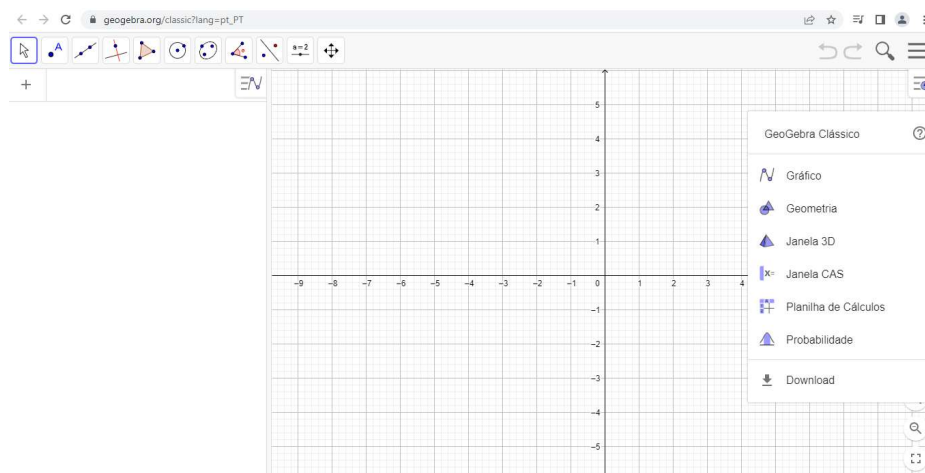 geogebra.org/classic?lang=pt_PT
A
a=2
+
5
4
3
2
1
−9 −8 −7 −6 −5 −4 −3 −2 −1 0 1 2 3 4
−1
−2
−3
−4
−5
GeoGebra Clássico
Gráfico
Geometria
Janela 3D
x=
Janela CAS
Planilha de Cálculos
Probabilidade
Download